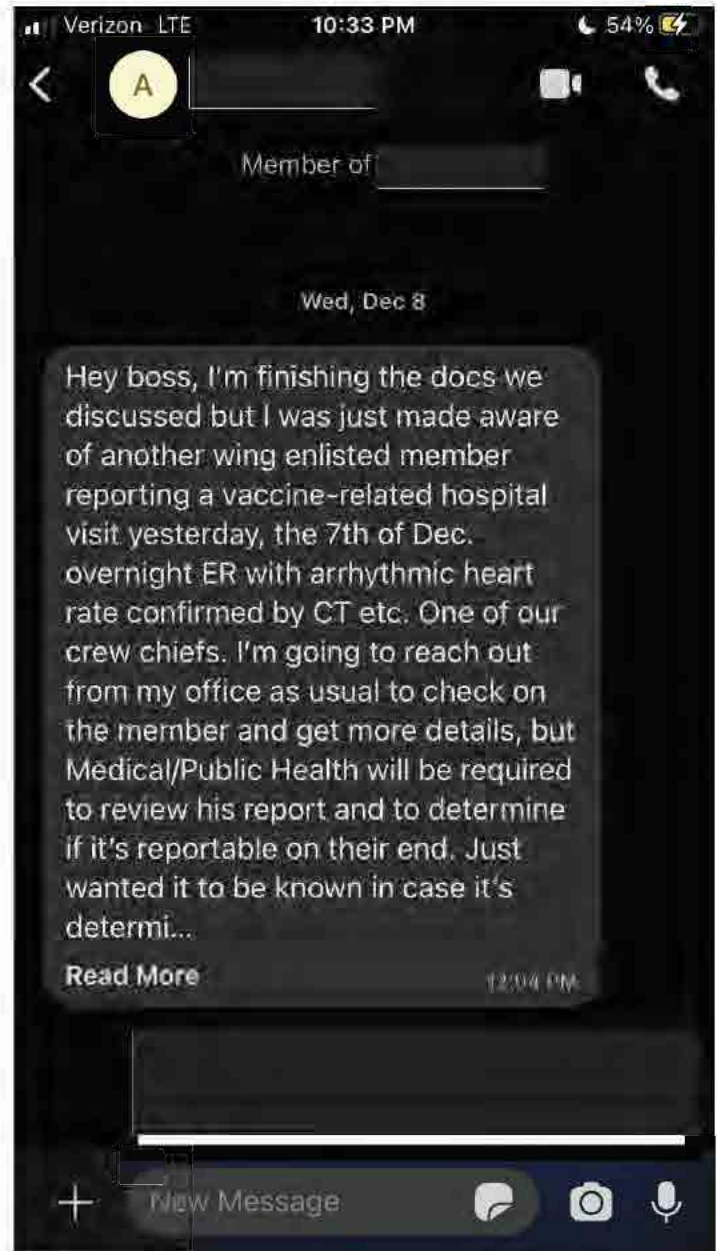 Verizon LTE 10:33 PM 54%
A
Member of
Wed, Dec 8
Hey boss, I'm finishing the docs we
discussed but I was just made aware
of another wing enlisted member
reporting a vaccine-related hospital
visit yesterday, the 7th of Dec.
overnight ER with arrhythmic heart
rate confirmed by CT etc. One of our
crew chiefs. I'm going to reach out
from my office as usual to check on
the member and get more details, but
Medical/Public Health will be required
to review his report and to determine
if it's reportable on their end. Just
wanted it to be known in case it's
determi...
Read More 12:04 PM
New Message